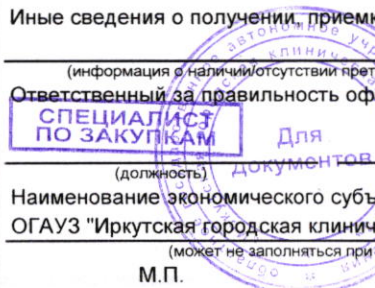 Иные сведения о получении, приемк
(информация о наличии/отсутствии прет
Ответственный за правильность оф
СПЕЦИАЛИСТ
ПО ЗАКУПКАМ
Для
документов
(должность)
Наименование экономического субъ
ОГАУЗ "Иркутская городская клинич
(может не заполняться при
М.П.